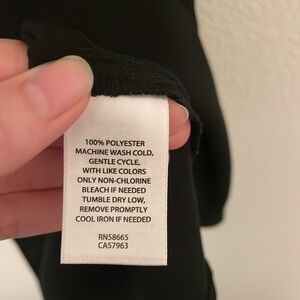 100% POLYESTER
MACHINE WASH COLD,
GENTLE CYCLE,
WITH LIKE COLORS
ONLY NON-CHLORINE
BLEACH IF NEEDED
TUMBLE DRY LOW,
REMOVE PROMPTLY
COOL IRON IF NEEDED
RN58665
CA57963